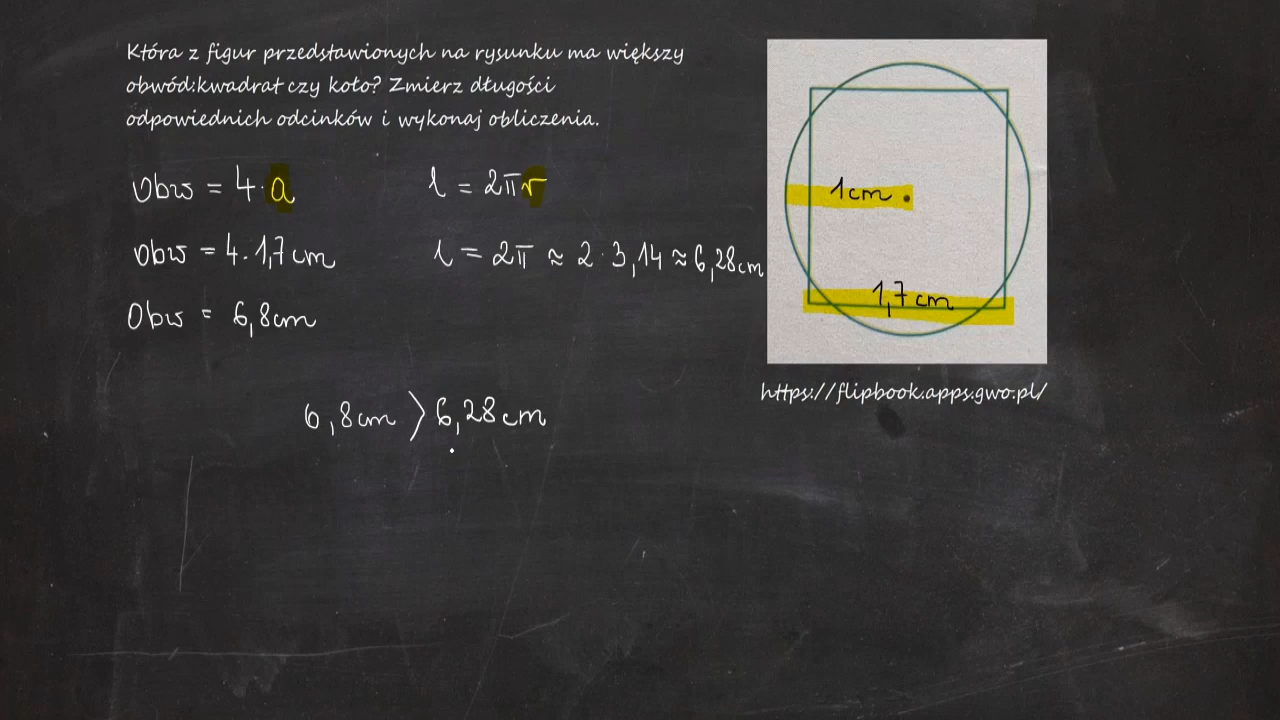 Która z figur przedstawionych na rysunku ma większy
obwód:kwadrat czy koło? Zmierz długości
odpowiednich odcinków i wykonaj obliczenia.
Obw = 4·a
l = 2πr
Obw = 4·1,7cm
l = 2π ≈ 2·3,14 ≈ 6,28cm
Obw = 6,8cm
6,8cm > 6,28cm
1cm
1,7cm
https://flipbook.apps.gwo.pl/